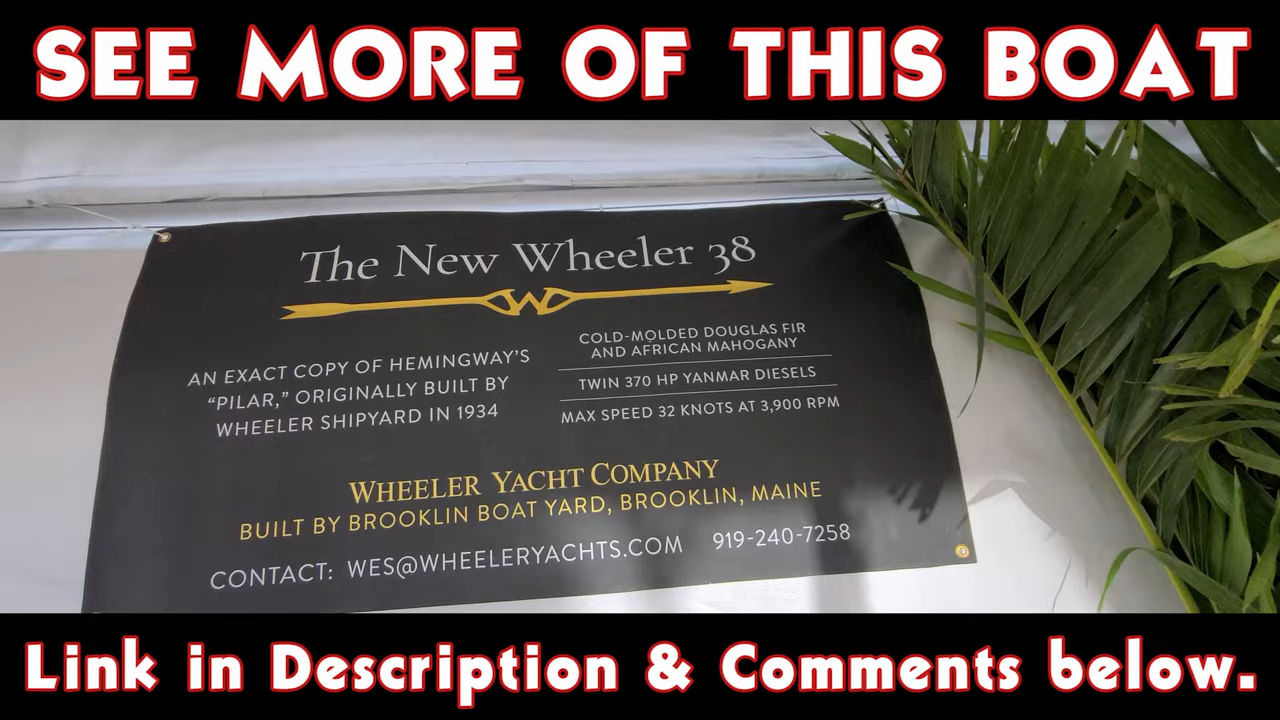 SEE MORE OF THIS BOAT
The New Wheeler 38
W
AN EXACT COPY OF HEMINGWAY'S
"PILAR," ORIGINALLY BUILT BY
WHEELER SHIPYARD IN 1934
COLD-MOLDED DOUGLAS FIR
AND AFRICAN MAHOGANY
TWIN 370 HP YANMAR DIESELS
MAX SPEED 32 KNOTS AT 3,900 RPM
WHEELER YACHT COMPANY
BUILT BY BROOKLIN BOAT YARD, BROOKLIN, MAINE
CONTACT: WES@WHEELERYACHTS.COM 919-240-7258
Link in Description & Comments below.